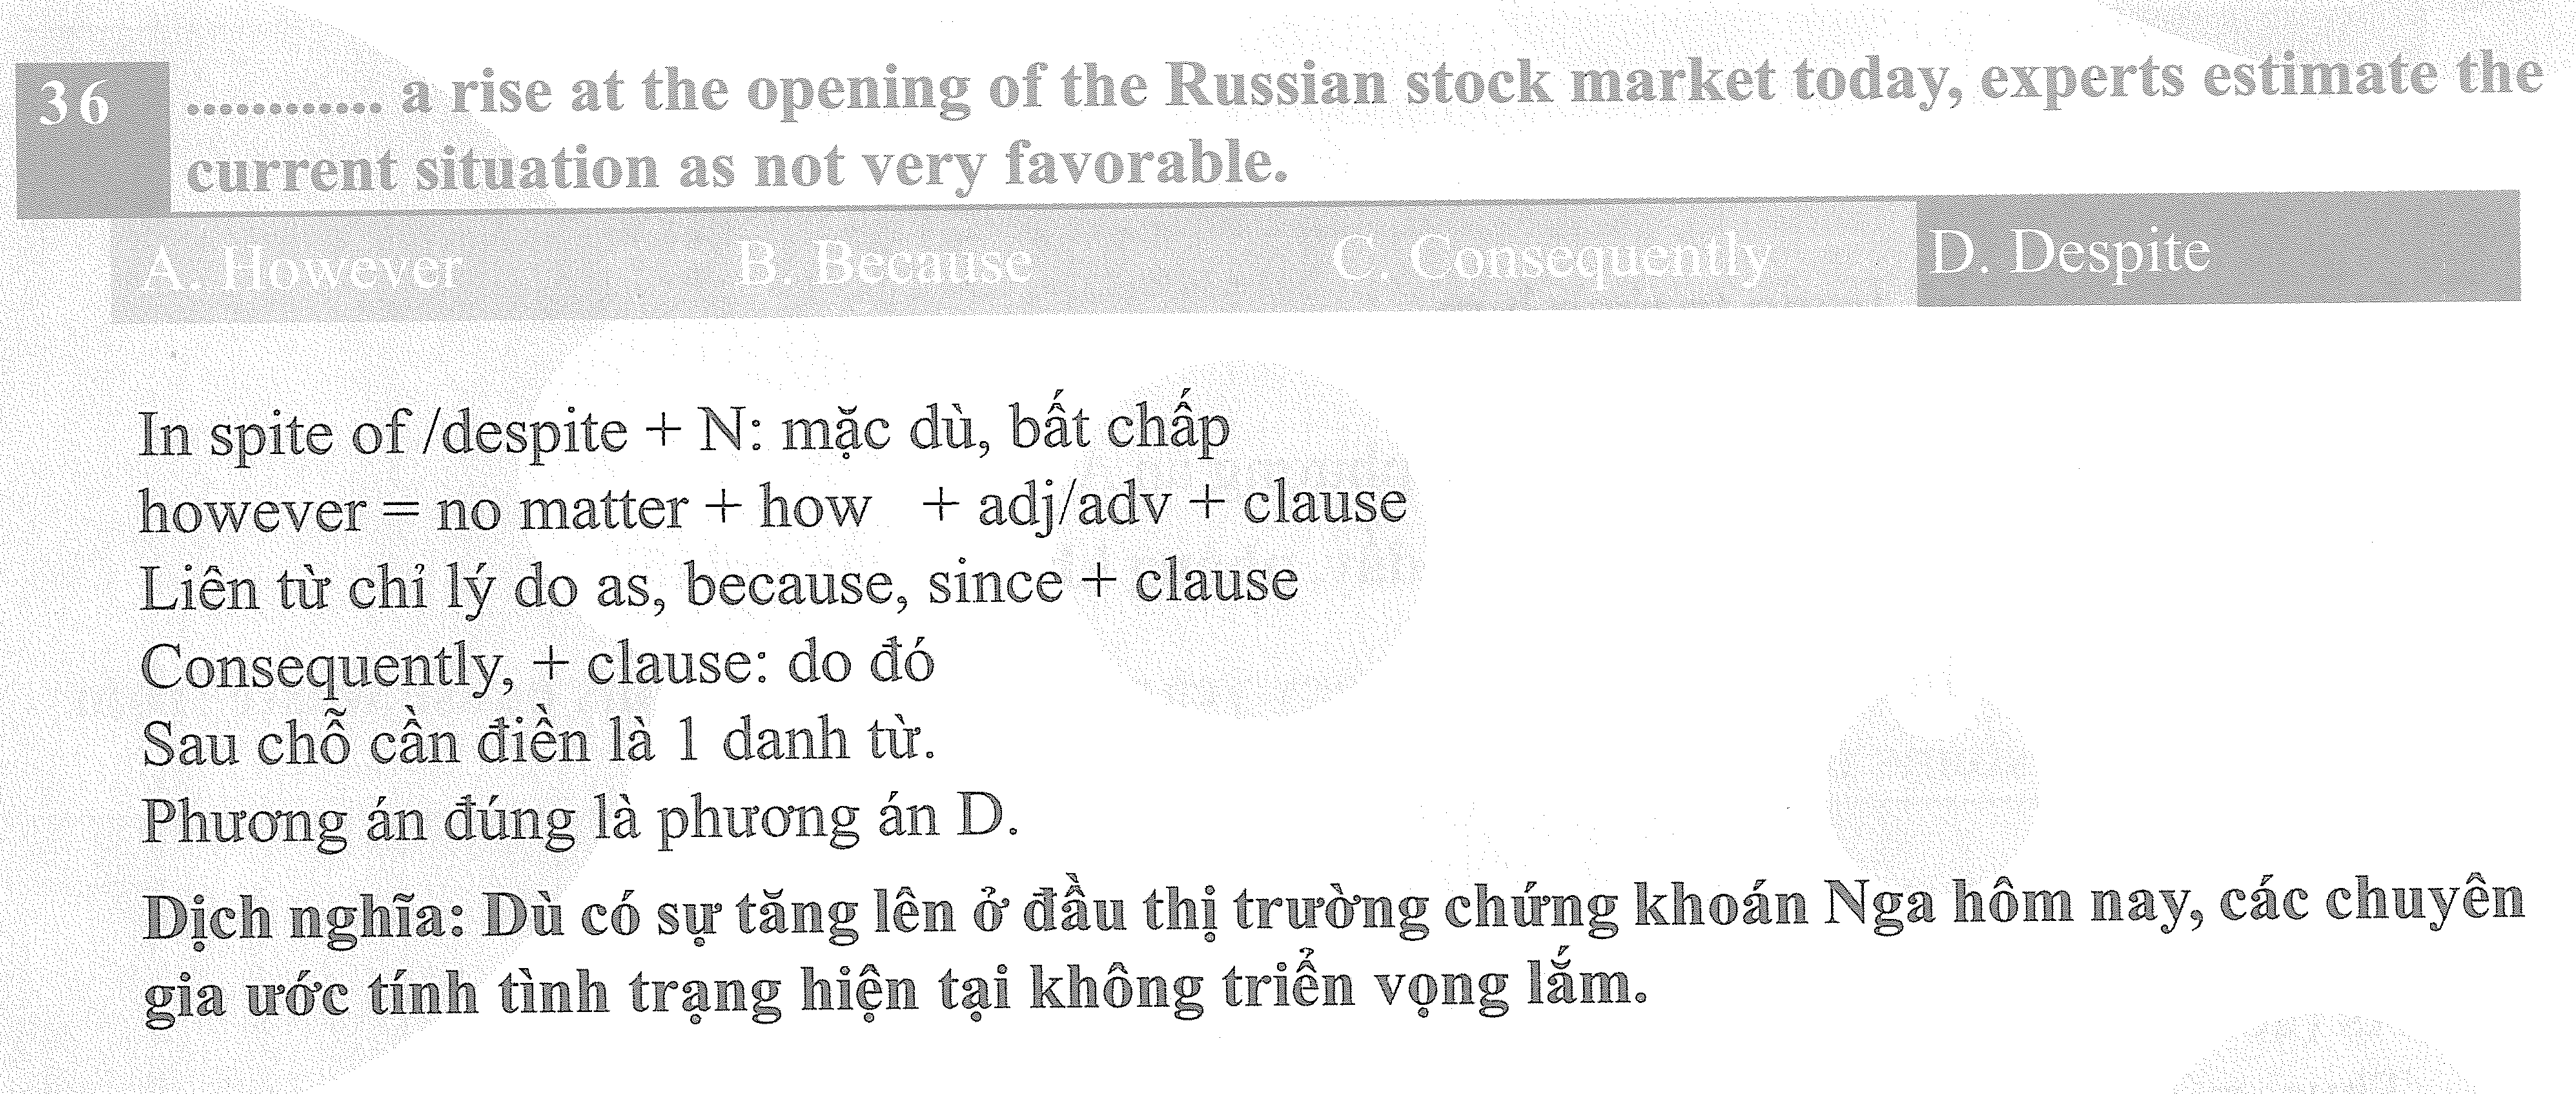 36 ............ a rise at the opening of the Russian stock market today, experts estimate the
current situation as not very favorable.
A. However B. Because C. Consequently D. Despite
In spite of /despite + N: mặc dù, bất chấp
however = no matter + how + adj/adv + clause
Liên từ chỉ lý do as, because, since + clause
Consequently, + clause: do đó
Sau chỗ cần điền là 1 danh từ.
Phương án đúng là phương án D.
Dịch nghĩa: Dù có sự tăng lên ở đầu thị trường chứng khoán Nga hôm nay, các chuyên
gia ước tính tình trạng hiện tại không triển vọng lắm.